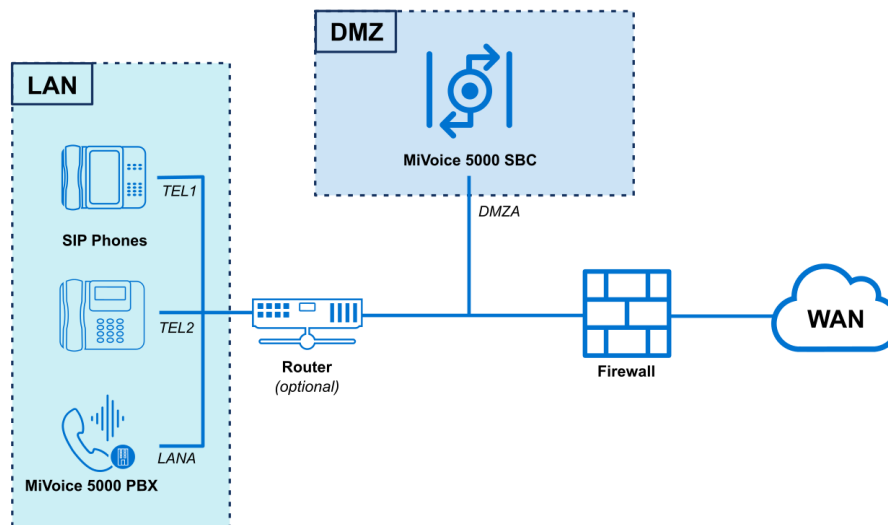 DMZ
LAN
MiVoice 5000 SBC
TEL1
DMZA
SIP Phones
WAN
TEL2
Router
(optional)
Firewall
LANA
MiVoice 5000 PBX